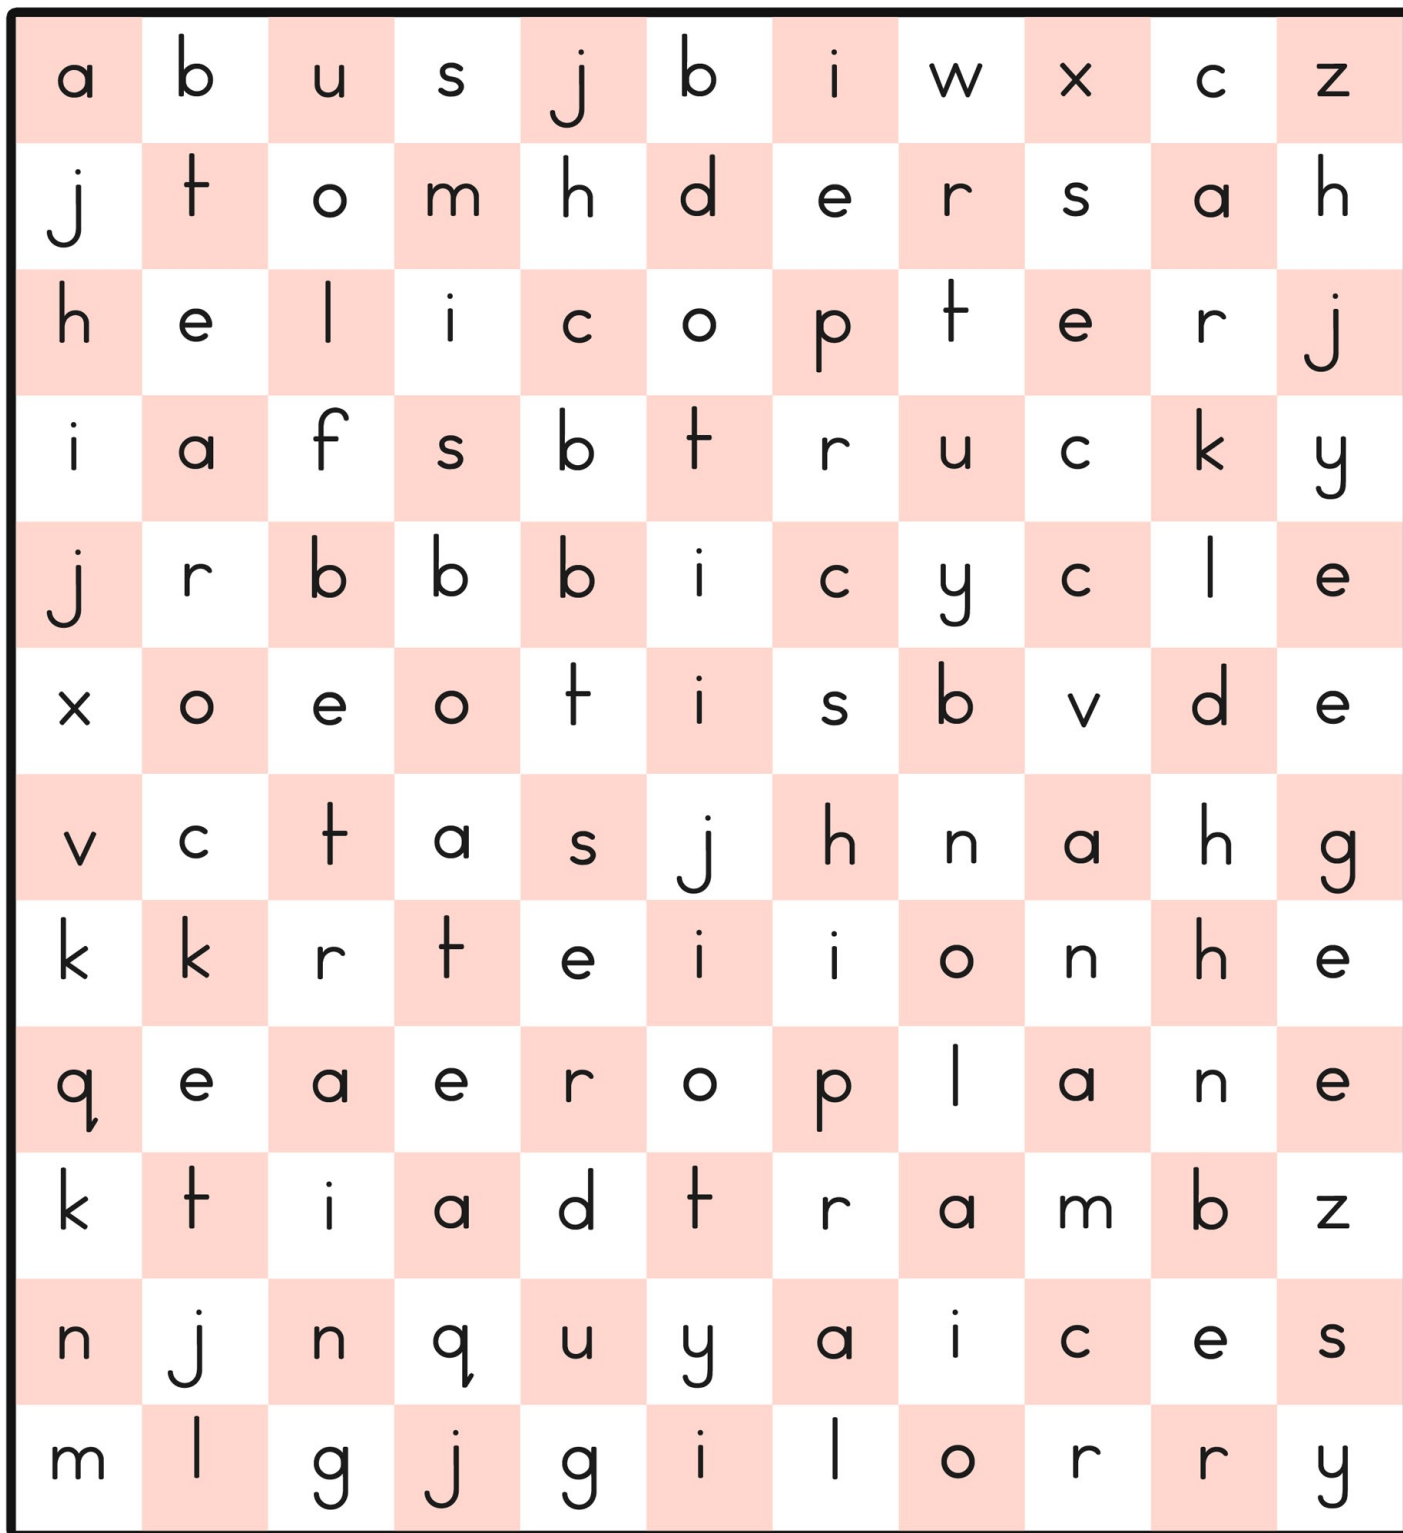 a b u s j b i w x c z
j t o m h d e r s a h
h e l i c o p t e r j
i a f s b t r u c k y
j r b b b i c y c l e
x o e o t i s b v d e
v c t a s j h n a h g
k k r t e i i o n h e
q e a e r o p l a n e
k t i a d t r a m b z
n j n q u y a i c e s
m l g j g i l o r r y